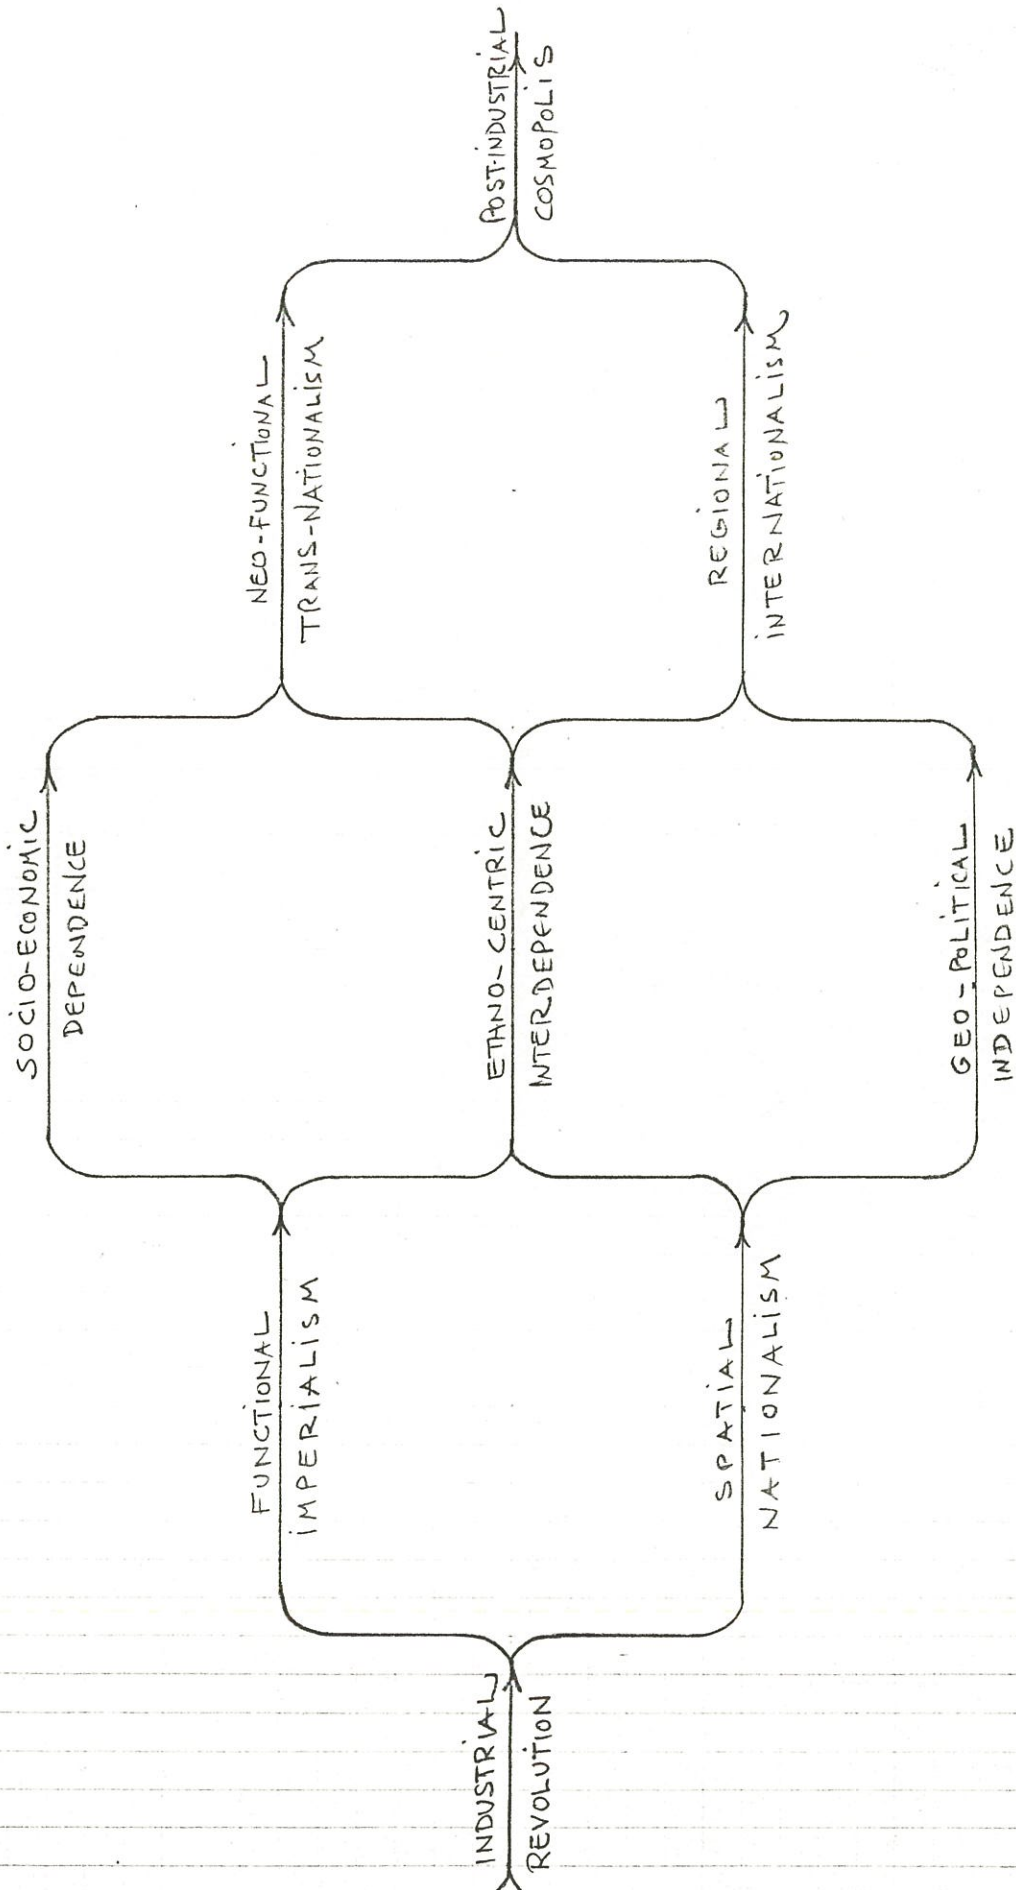 INDUSTRIAL
REVOLUTION
FUNCTIONAL
IMPERIALISM
SPATIAL
NATIONALISM
SOCIO-ECONOMIC
DEPENDENCE
ETHNO-CENTRIC
INTERDEPENDENCE
GEO-POLITICAL
INDEPENDENCE
NEO-FUNCTIONAL
TRANS-NATIONALISM
REGIONAL
INTERNATIONALISM
POST-INDUSTRIAL
COSMOPOLIS